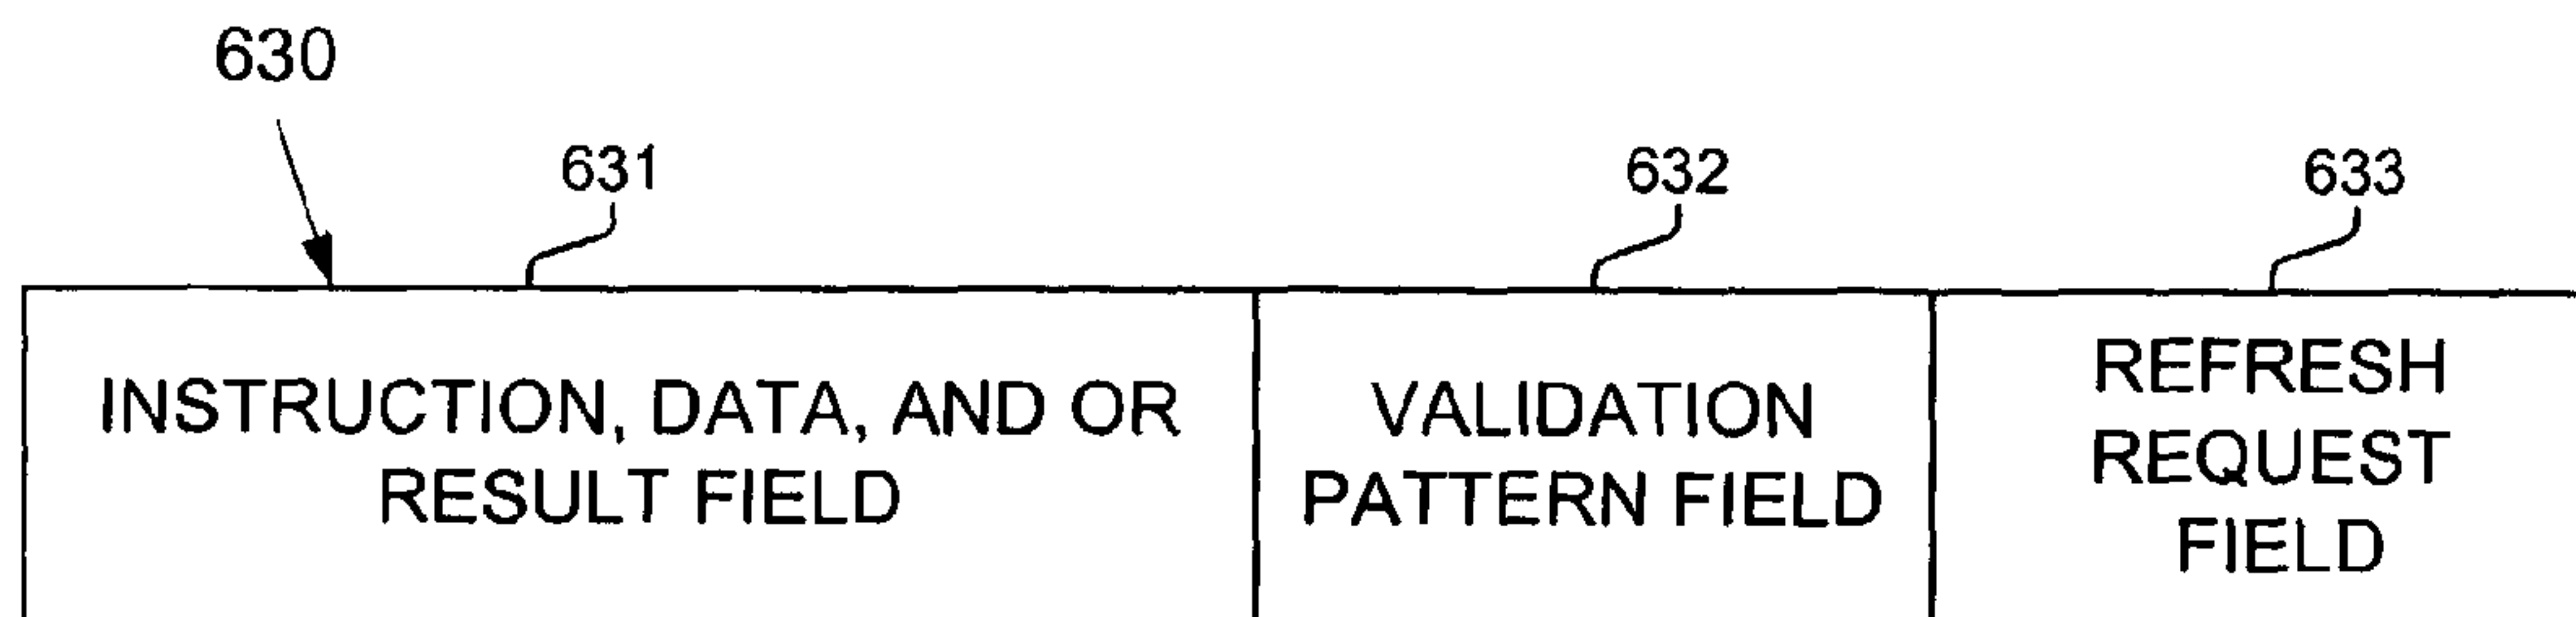 630
631
632
633
INSTRUCTION, DATA, AND OR
RESULT FIELD
VALIDATION
PATTERN FIELD
REFRESH
REQUEST
FIELD